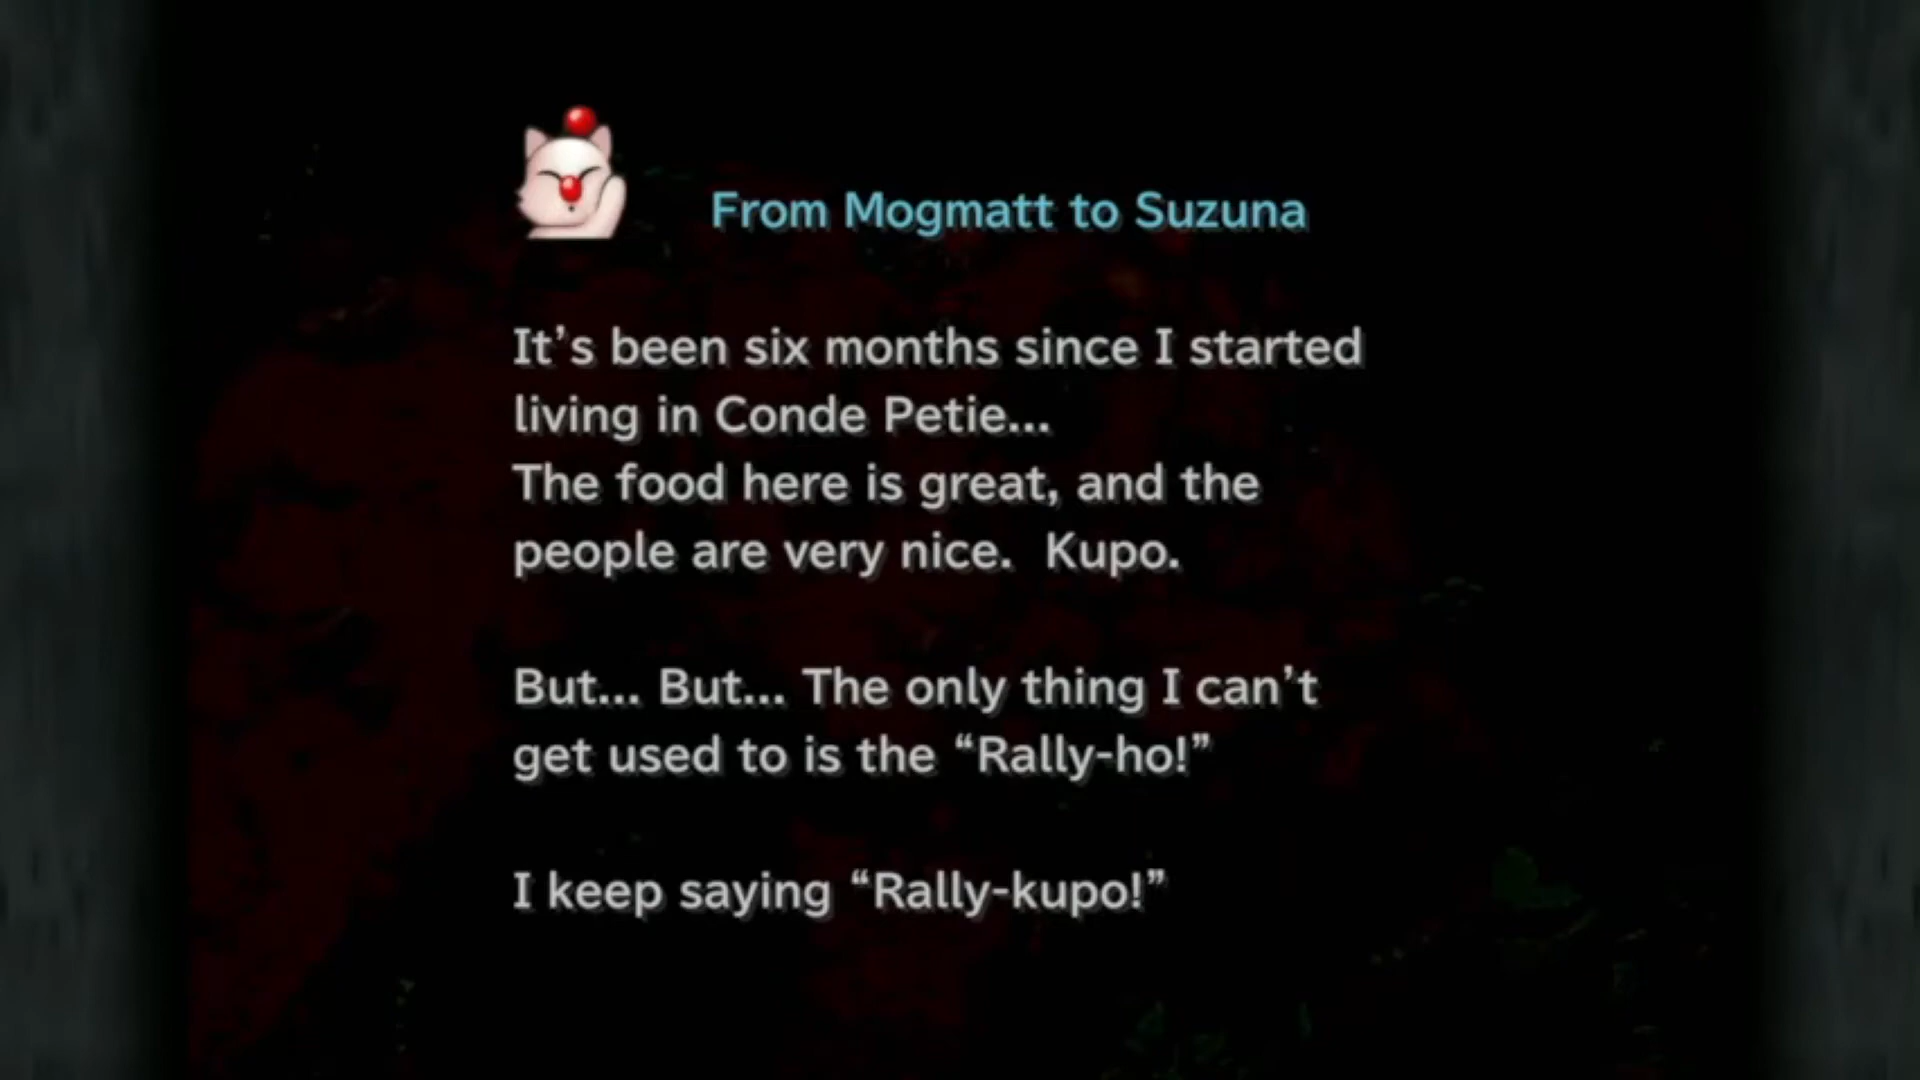 From Mogmatt to Suzuna
It’s been six months since I started
living in Conde Petie...
The food here is great, and the
people are very nice.  Kupo.
But... But... The only thing I can’t
get used to is the “Rally-ho!”
I keep saying “Rally-kupo!”